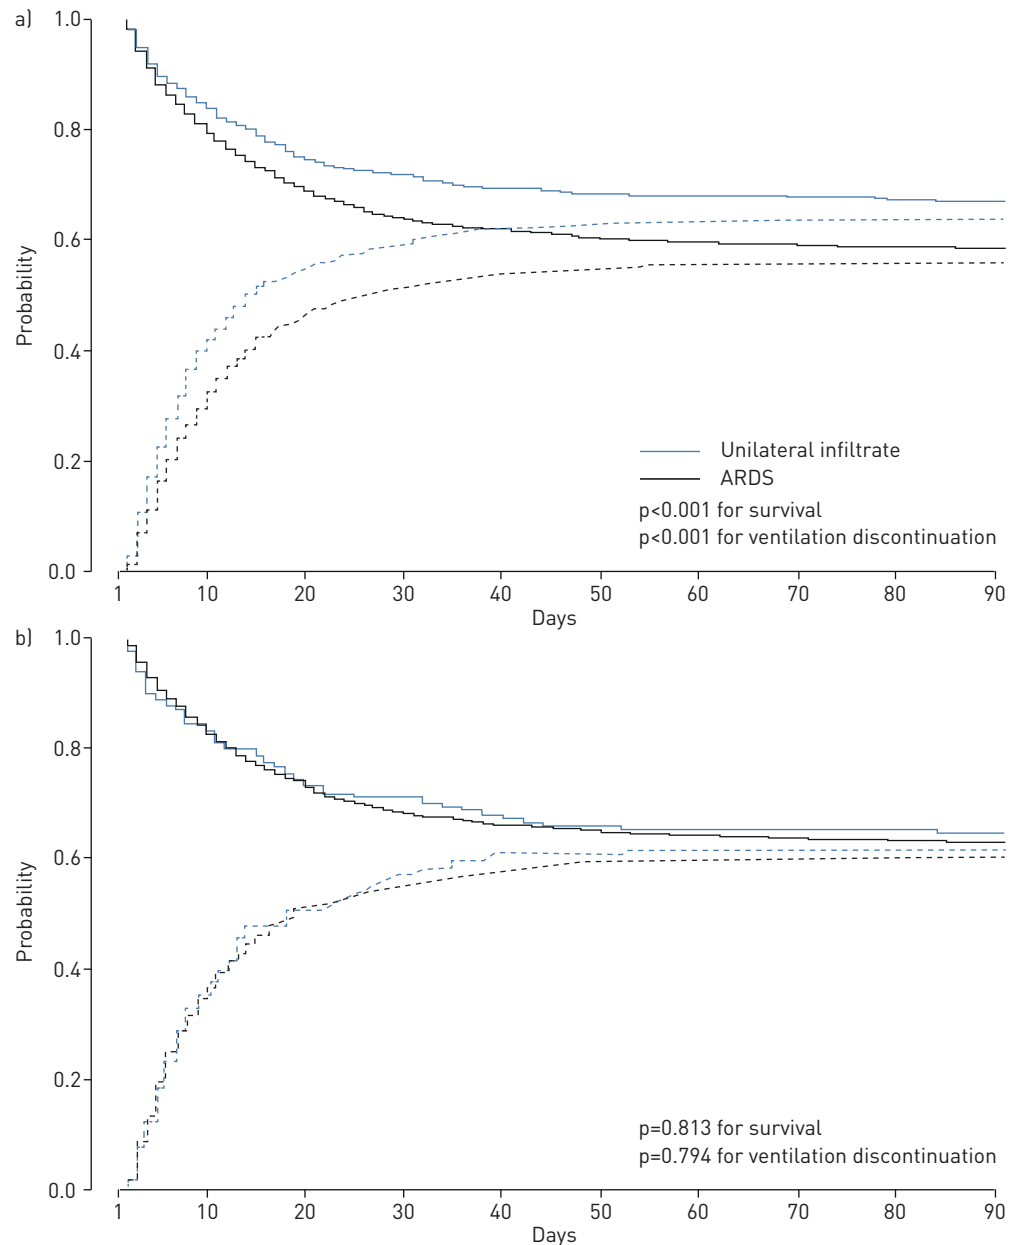 a)
1.0
0.8
0.6
0.4
0.2
0.0
Probability
Unilateral infiltrate
ARDS
p<0.001 for survival
p<0.001 for ventilation discontinuation
1 10 20 30 40 50 60 70 80 90
Days
b)
1.0
0.8
0.6
0.4
0.2
0.0
Probability
p=0.813 for survival
p=0.794 for ventilation discontinuation
1 10 20 30 40 50 60 70 80 90
Days